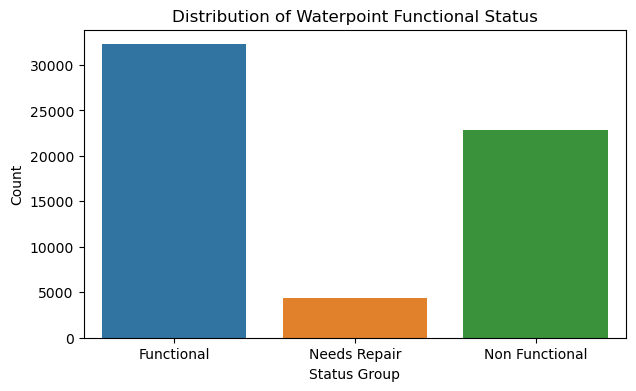 Distribution of Waterpoint Functional Status
30000
25000
20000
15000
10000
5000
0
Count
Functional
Needs Repair
Non Functional
Status Group